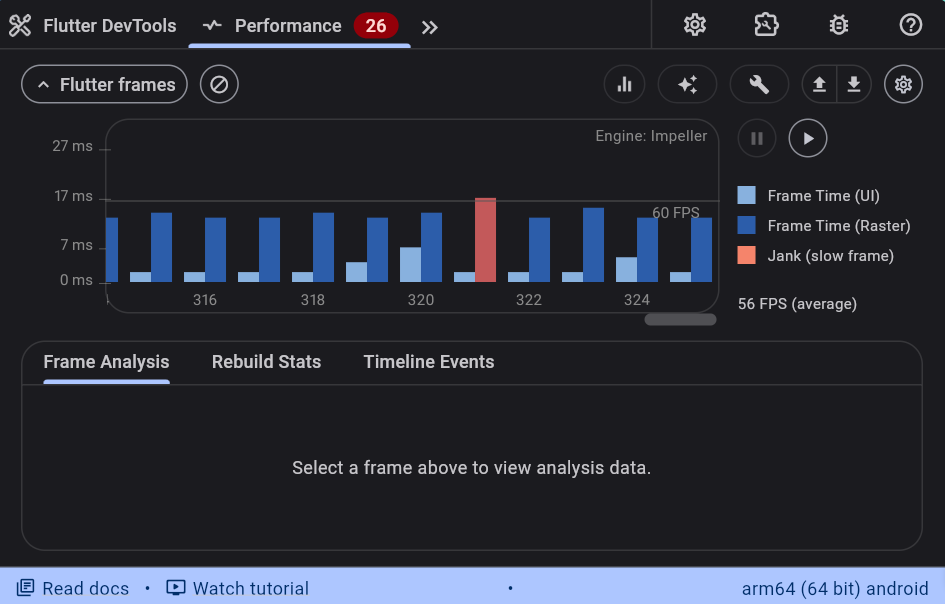 Flutter DevTools
Performance 26
Flutter frames
Engine: Impeller
27 ms
17 ms
7 ms
0 ms
60 FPS
316 318 320 322 324
Frame Time (UI)
Frame Time (Raster)
Jank (slow frame)
56 FPS (average)
Frame Analysis Rebuild Stats Timeline Events
Select a frame above to view analysis data.
Read docs • Watch tutorial • arm64 (64 bit) android